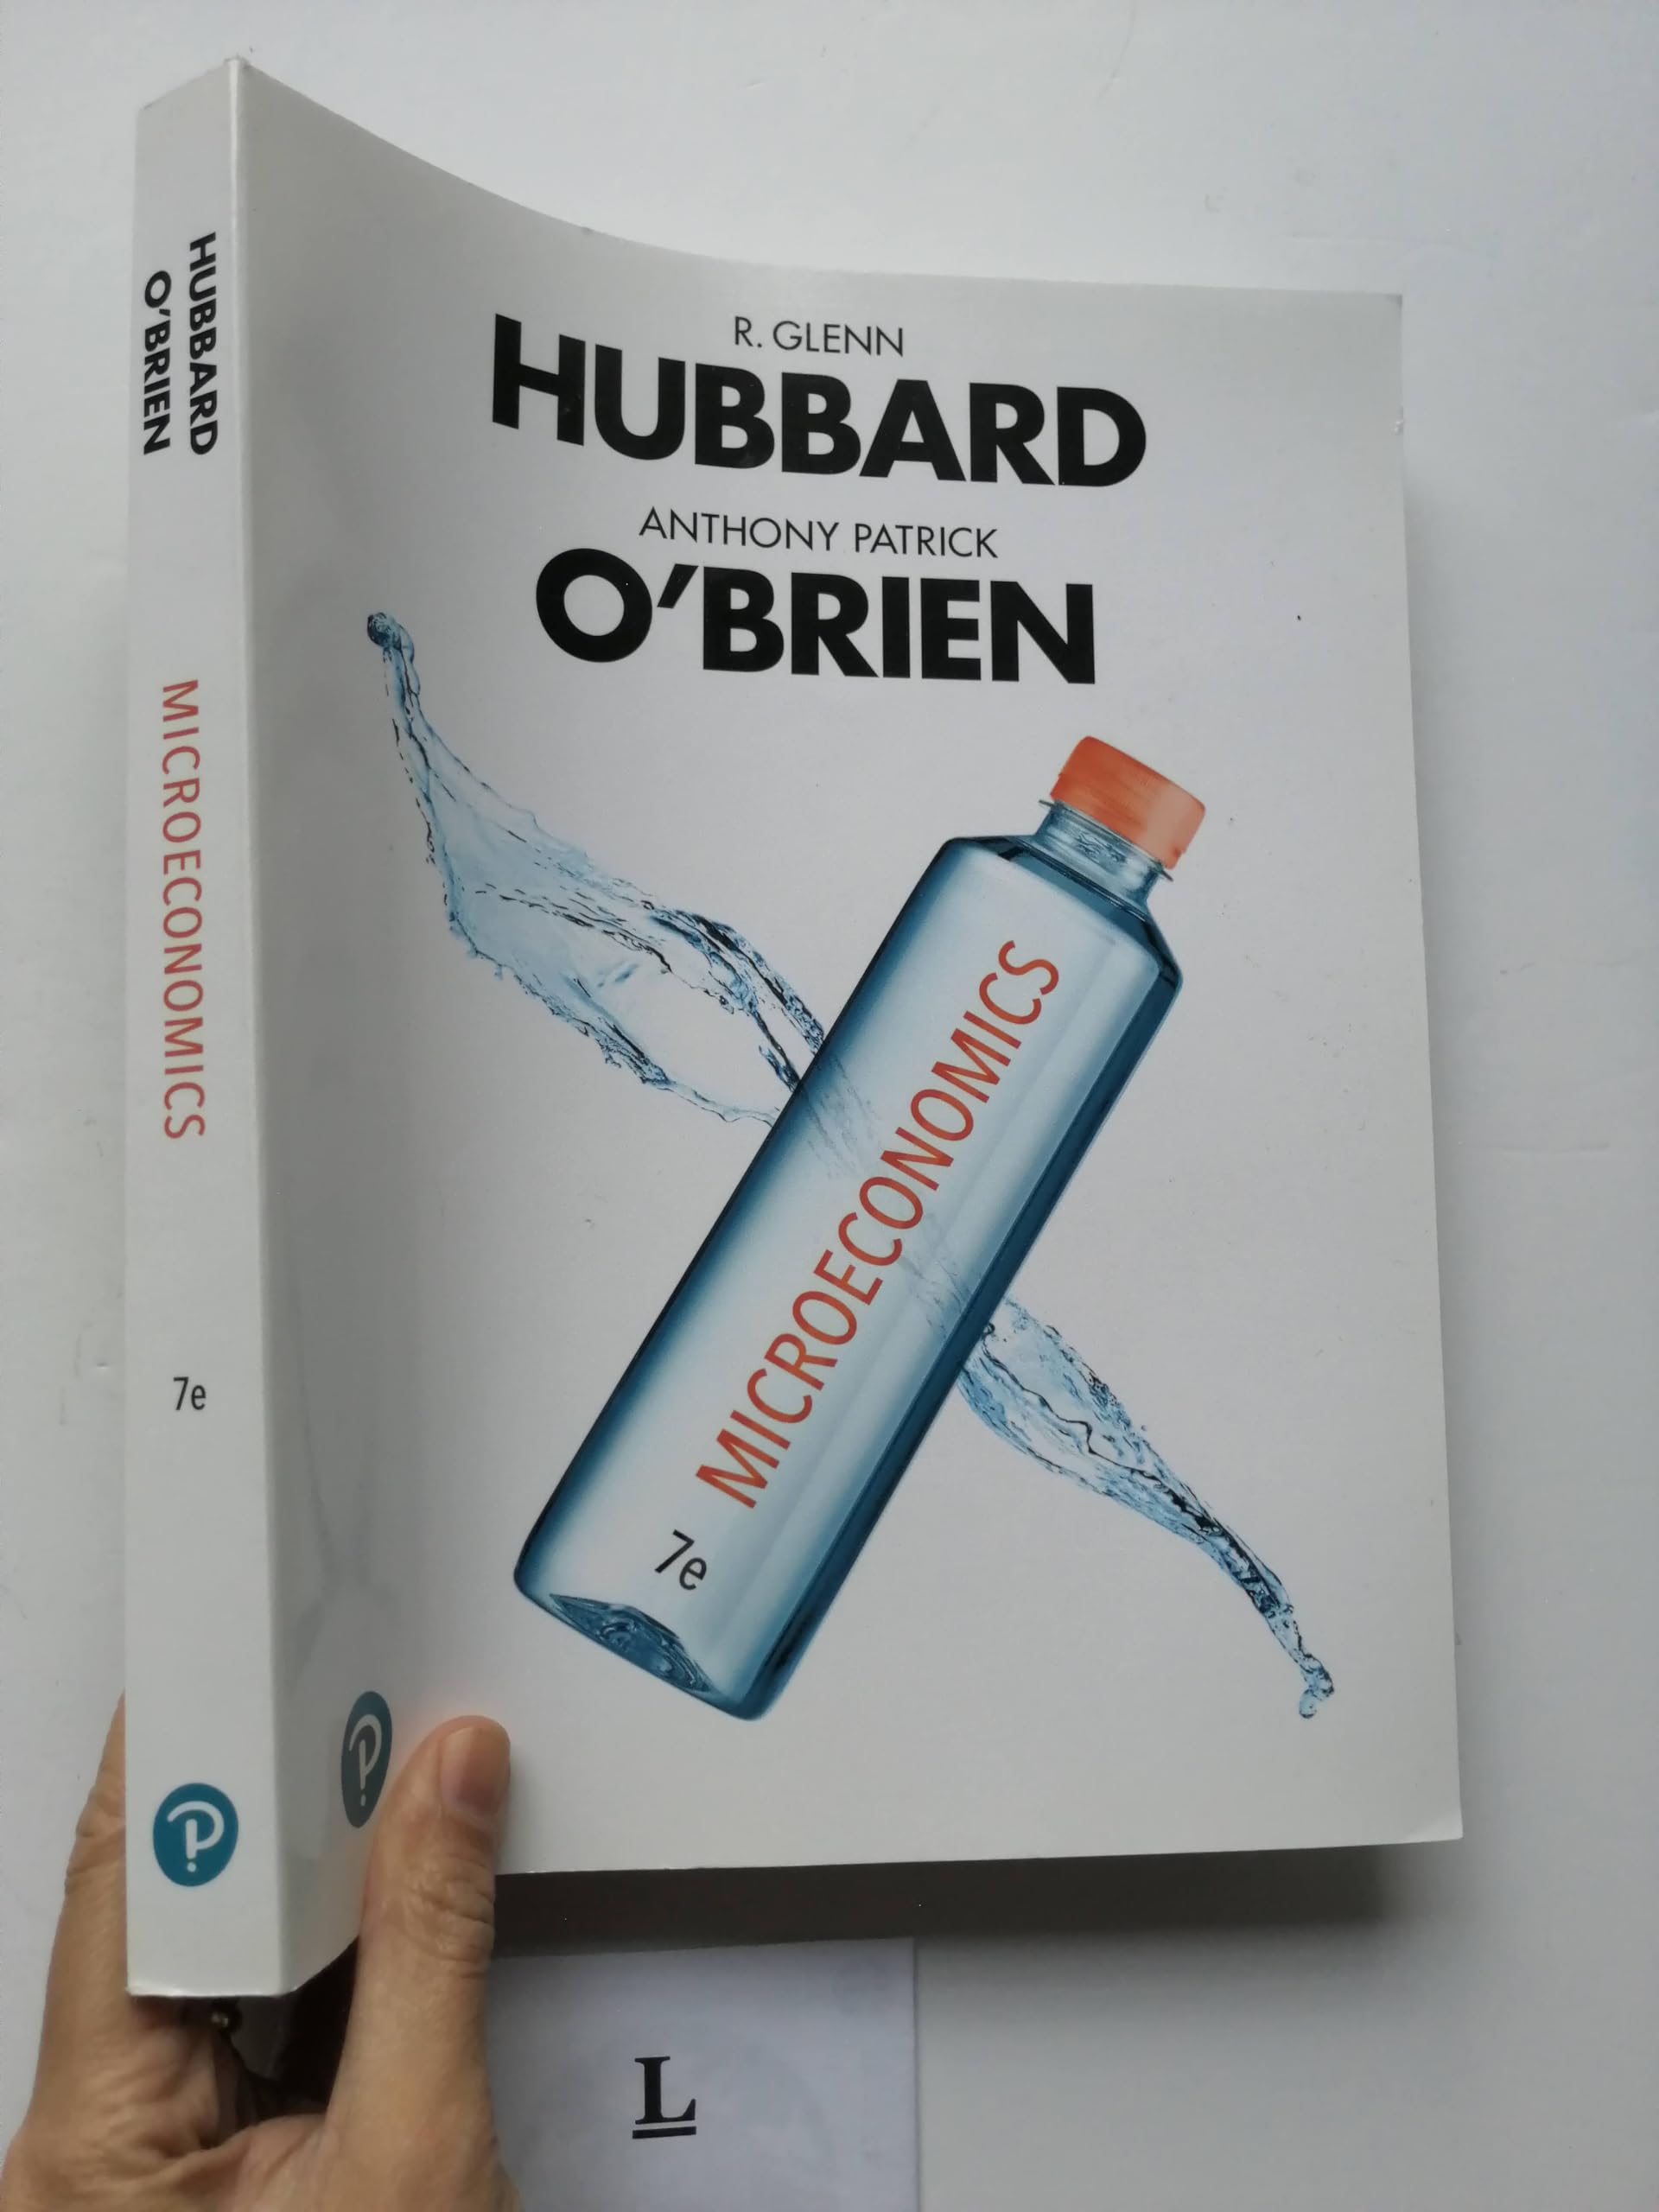 HUBBARD
O'BRIEN
MICROECONOMICS
7e
R. GLENN
HUBBARD
ANTHONY PATRICK
O'BRIEN
MICROECONOMICS
7e
L